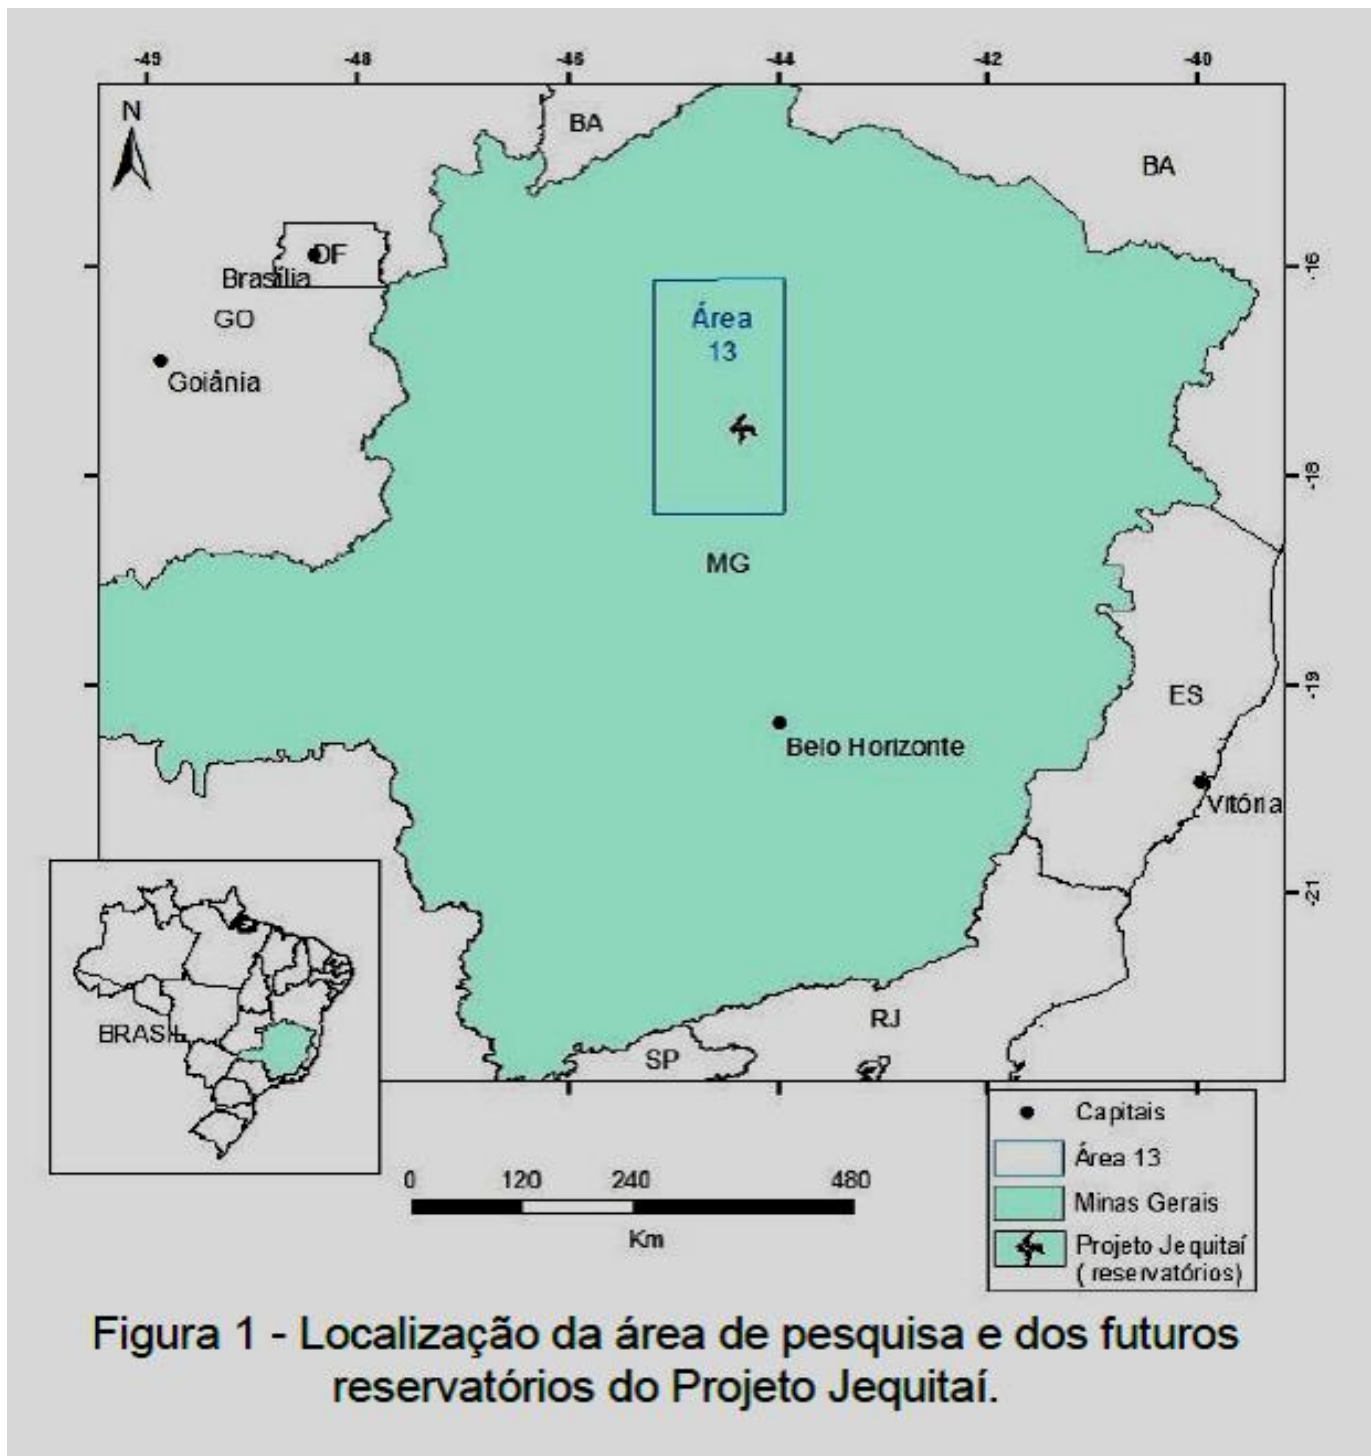 -49
-48
-46
-44
-42
-40
N
BA
BA
DF
Brasília
GO
Goiânia
-16
Área
13
-18
MG
-19
ES
Belo Horizonte
Vitória
-21
BRASIL
RJ
SP
Capitais
Área 13
Minas Gerais
Projeto Jequitaí
( reservatórios)
0 120 240 480
Km
Figura 1 - Localização da área de pesquisa e dos futuros
reservatórios do Projeto Jequitaí.